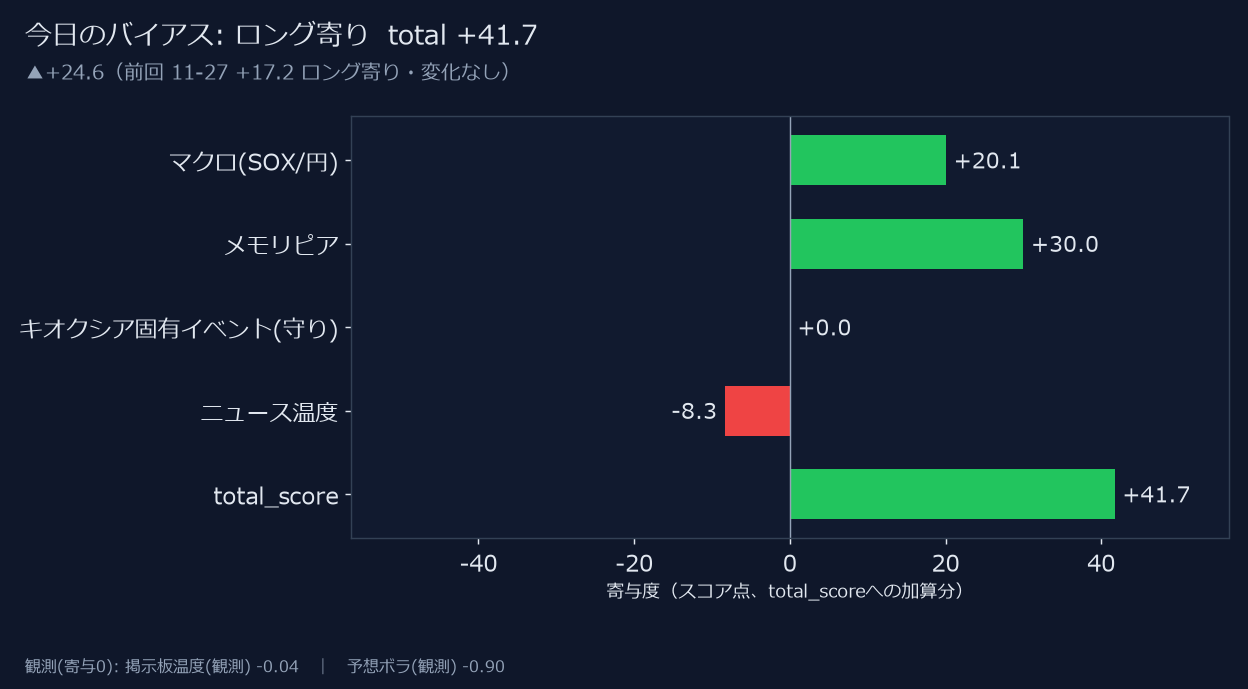 今日のバイアス: ロング寄り  total +41.7
▲+24.6（前回 11-27 +17.2 ロング寄り・変化なし）
マクロ(SOX/円)
+20.1
メモリピア
+30.0
キオクシア固有イベント(守り)
+0.0
ニュース温度
-8.3
total_score
+41.7
-40 -20 0 20 40
寄与度（スコア点、total_scoreへの加算分）
観測(寄与0): 掲示板温度(観測) -0.04  |  予想ボラ(観測) -0.90